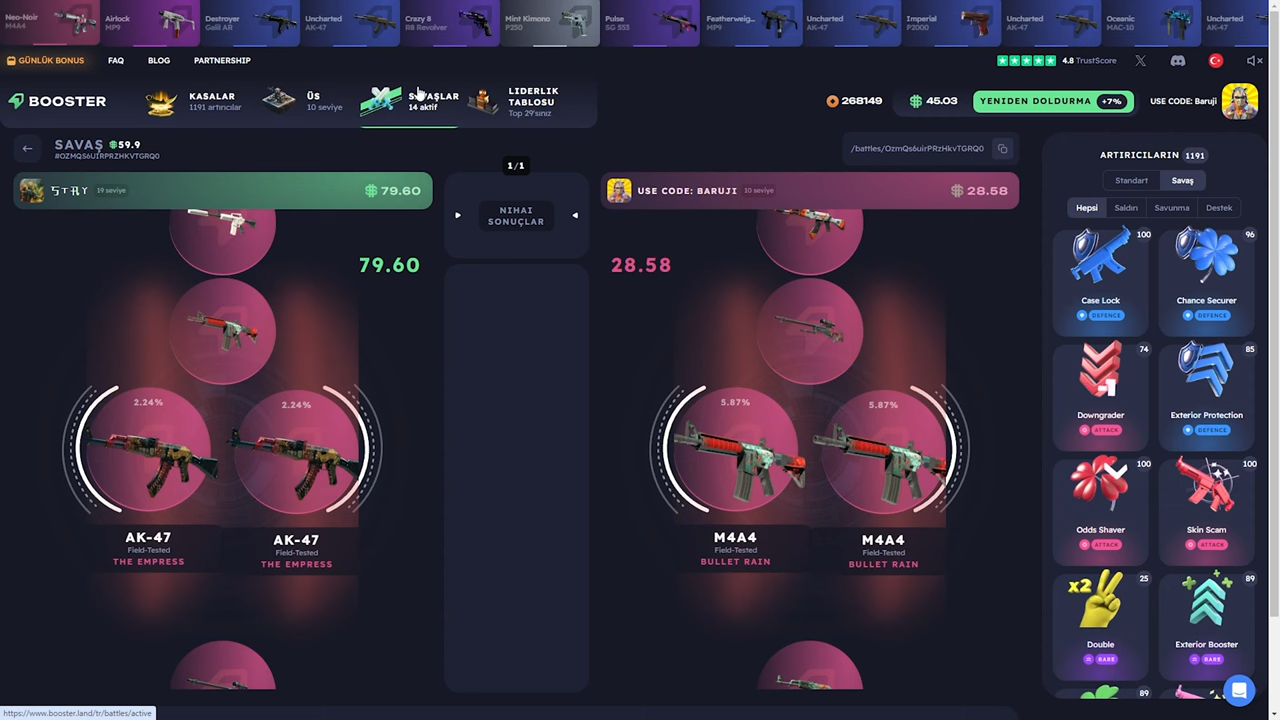 Neo-Noir
M4A4
Airlock
MP9
Destroyer
Galil AR
Uncharted
AK-47
Crazy 8
R8 Revolver
Mint Kimono
P250
Pulse
SG 553
Featherweig...
MP9
Uncharted
AK-47
Imperial
P2000
Uncharted
AK-47
Oceanic
MAC-10
Uncharted
AK-47
GÜNLÜK BONUS
FAQ
BLOG
PARTNERSHIP
4.8 TrustScore
BOOSTER
KASALAR
1191 artırıcılar
ÜS
10 seviye
14 aktif
LIDERLIK
TABLOSU
Top 29'sınız
268149
45.03
YENIDEN DOLDURMA +7%
USE CODE: Baruji
SAVAŞ 59.9
#OZMQS6UIRPRZHKVTGRQ0
1/1
/battles/OzmQs6uirPRzHkvTGRQ0
19 seviye
79.60
NIHAI
SONUÇLAR
USE CODE: BARUJI 10 seviye
28.58
79.60
28.58
2.24%
2.24%
AK-47
Field-Tested
THE EMPRESS
AK-47
Field-Tested
THE EMPRESS
5.87%
5.87%
M4A4
Field-Tested
BULLET RAIN
M4A4
Field-Tested
BULLET RAIN
ARTIRICILARIN 1191
Standart
Savaş
Hepsi
Saldırı
Savunma
Destek
100
Case Lock
DEFENCE
96
Chance Securer
DEFENCE
74
Downgrader
ATTACK
85
Exterior Protection
DEFENCE
100
Odds Shaver
ATTACK
100
Skin Scam
ATTACK
x2
25
Double
RARE
89
Exterior Booster
RARE
89
https://www.booster.land/tr/battles/active